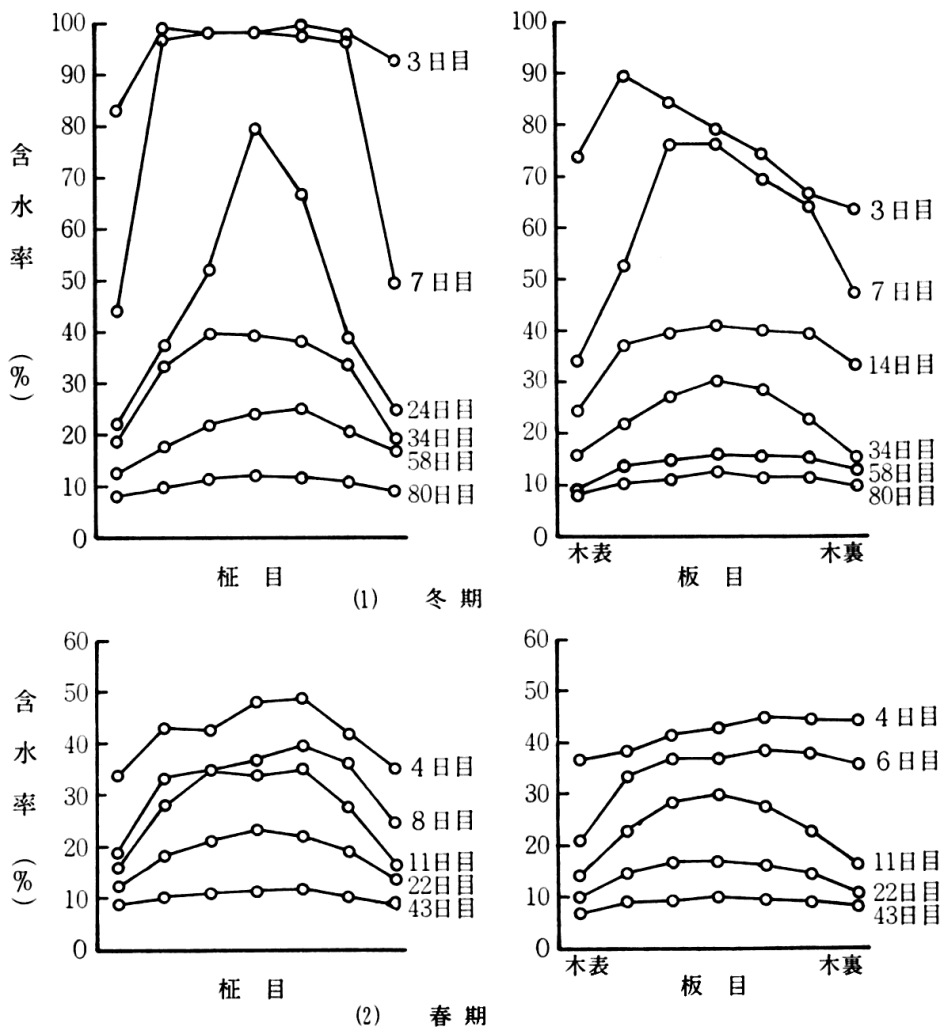 含水率(%)
100
90
80
70
60
50
40
30
20
10
0
3日目
7日目
24日目
34日目
58日目
80日目
柾目
100
90
80
70
60
50
40
30
20
10
0
3日目
7日目
14日目
34日目
58日目
80日目
木表 木裏
板目
(1) 冬期
含水率(%)
60
50
40
30
20
10
0
4日目
8日目
11日目
22日目
43日目
柾目
60
50
40
30
20
10
0
4日目
6日目
11日目
22日目
43日目
木表 木裏
板目
(2) 春期